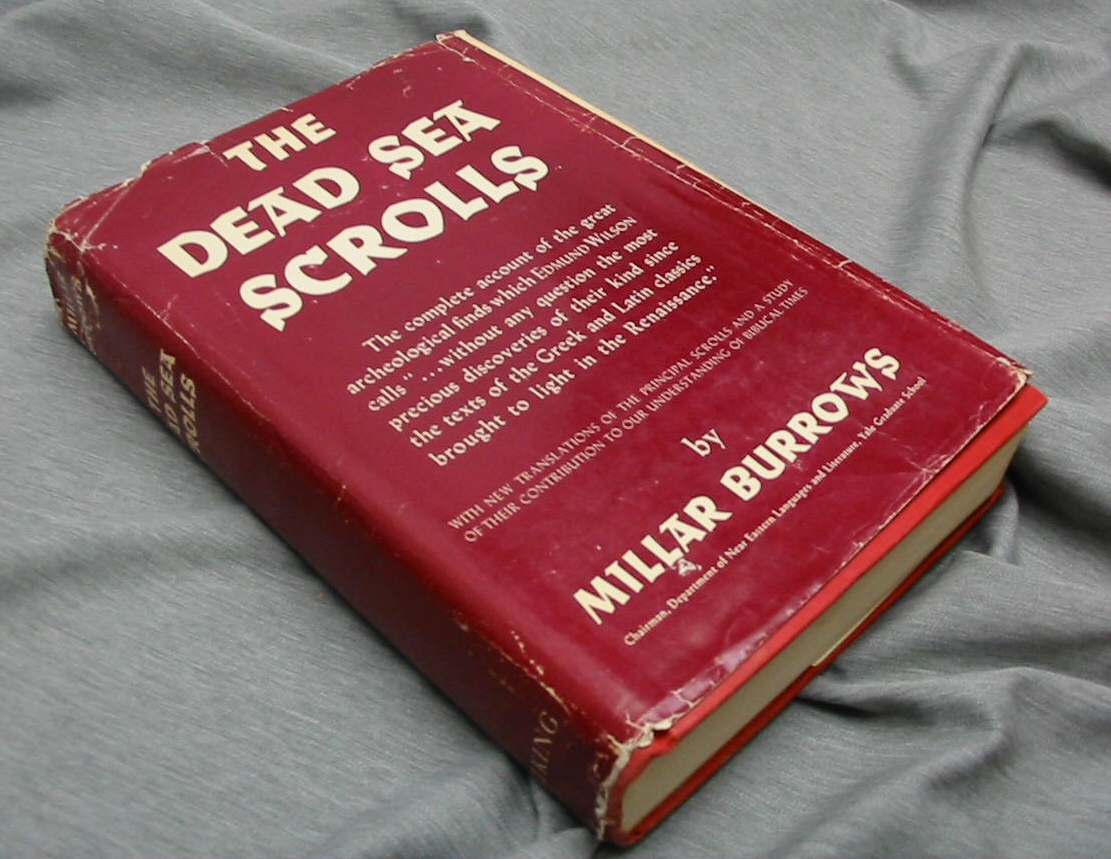 THE
DEAD SEA
SCROLLS
The complete account of the great
archeological finds which EDMUND WILSON
calls "...without any question the most
precious discoveries of their kind since
the texts of the Greek and Latin classics
brought to light in the Renaissance."
WITH NEW TRANSLATIONS OF THE PRINCIPAL SCROLLS AND A STUDY
OF THEIR CONTRIBUTION TO OUR UNDERSTANDING OF BIBLICAL TIMES
by
MILLAR BURROWS
Chairman, Department of Near Eastern Languages and Literature, Yale Graduate School
THE
AD SEA
ROLLS
IKING